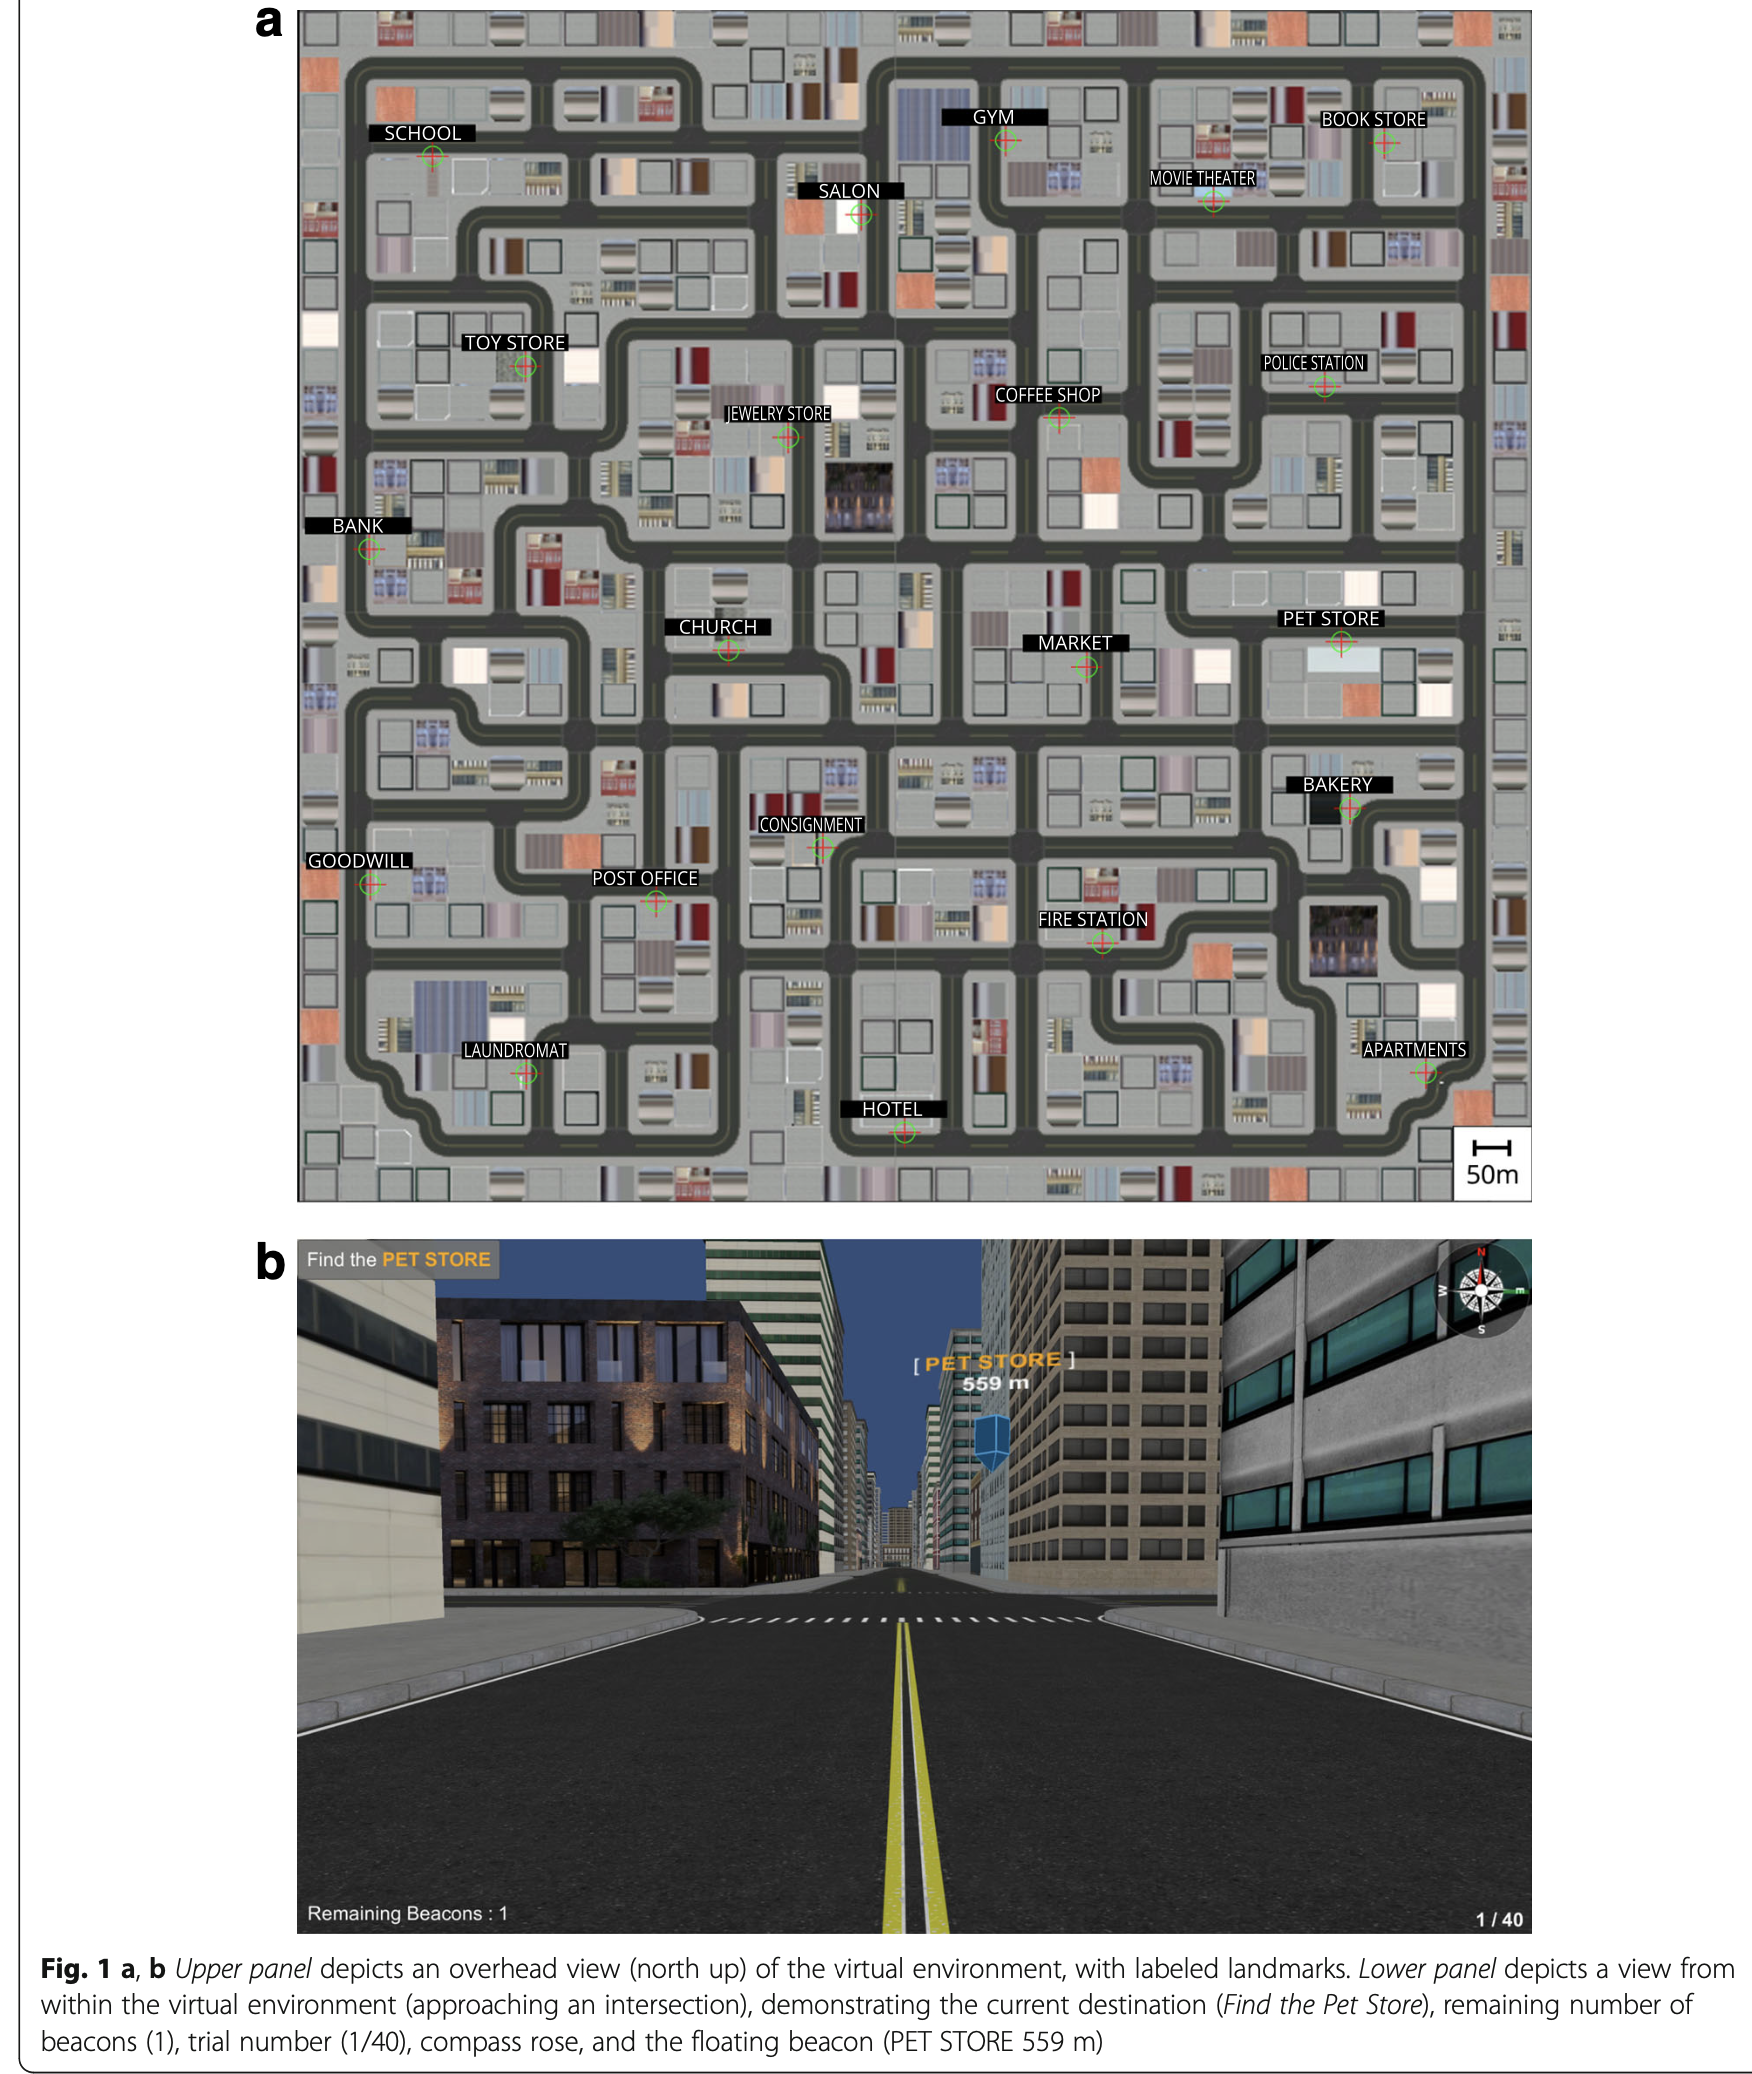 a
SCHOOL
GYM
BOOK STORE
SALON
MOVIE THEATER
TOY STORE
POLICE STATION
COFFEE SHOP
JEWELRY STORE
BANK
CHURCH
PET STORE
MARKET
BAKERY
CONSIGNMENT
GOODWILL
POST OFFICE
FIRE STATION
LAUNDROMAT
APARTMENTS
HOTEL
50m
b
Find the PET STORE
N
W
E
S
[ PET STORE ]
559 m
Remaining Beacons : 1
1 / 40
Fig. 1 a, b Upper panel depicts an overhead view (north up) of the virtual environment, with labeled landmarks. Lower panel depicts a view from
within the virtual environment (approaching an intersection), demonstrating the current destination (Find the Pet Store), remaining number of
beacons (1), trial number (1/40), compass rose, and the floating beacon (PET STORE 559 m)